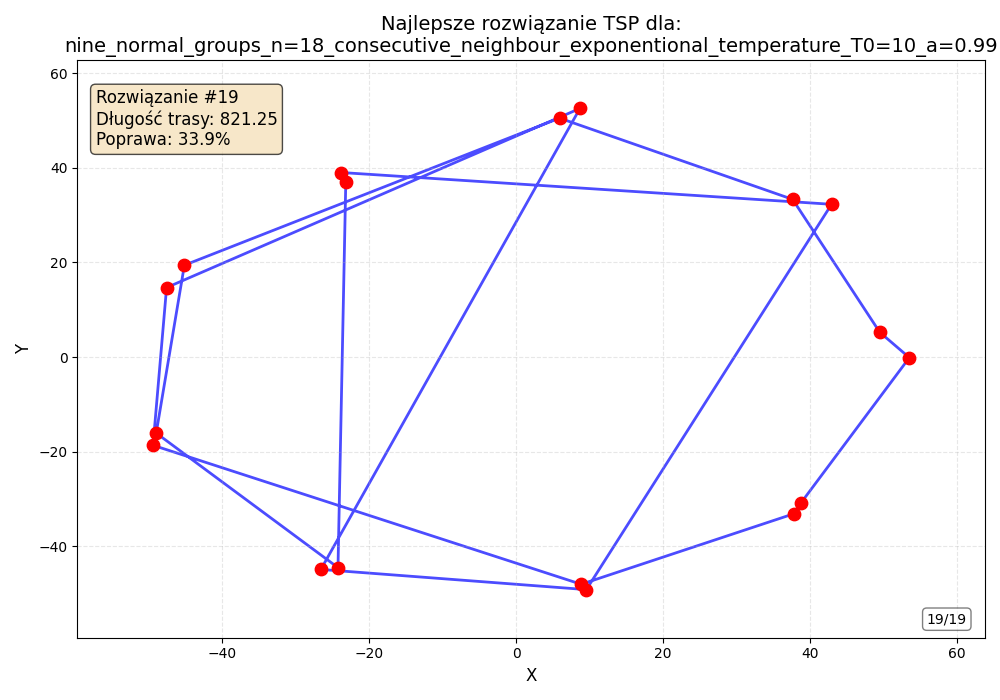 Najlepsze rozwiązanie TSP dla:
nine_normal_groups_n=18_consecutive_neighbour_exponentional_temperature_T0=10_a=0.99
Rozwiązanie #19
Długość trasy: 821.25
Poprawa: 33.9%
60
40
20
0
−20
−40
Y
19/19
−40
−20
0
20
40
60
X